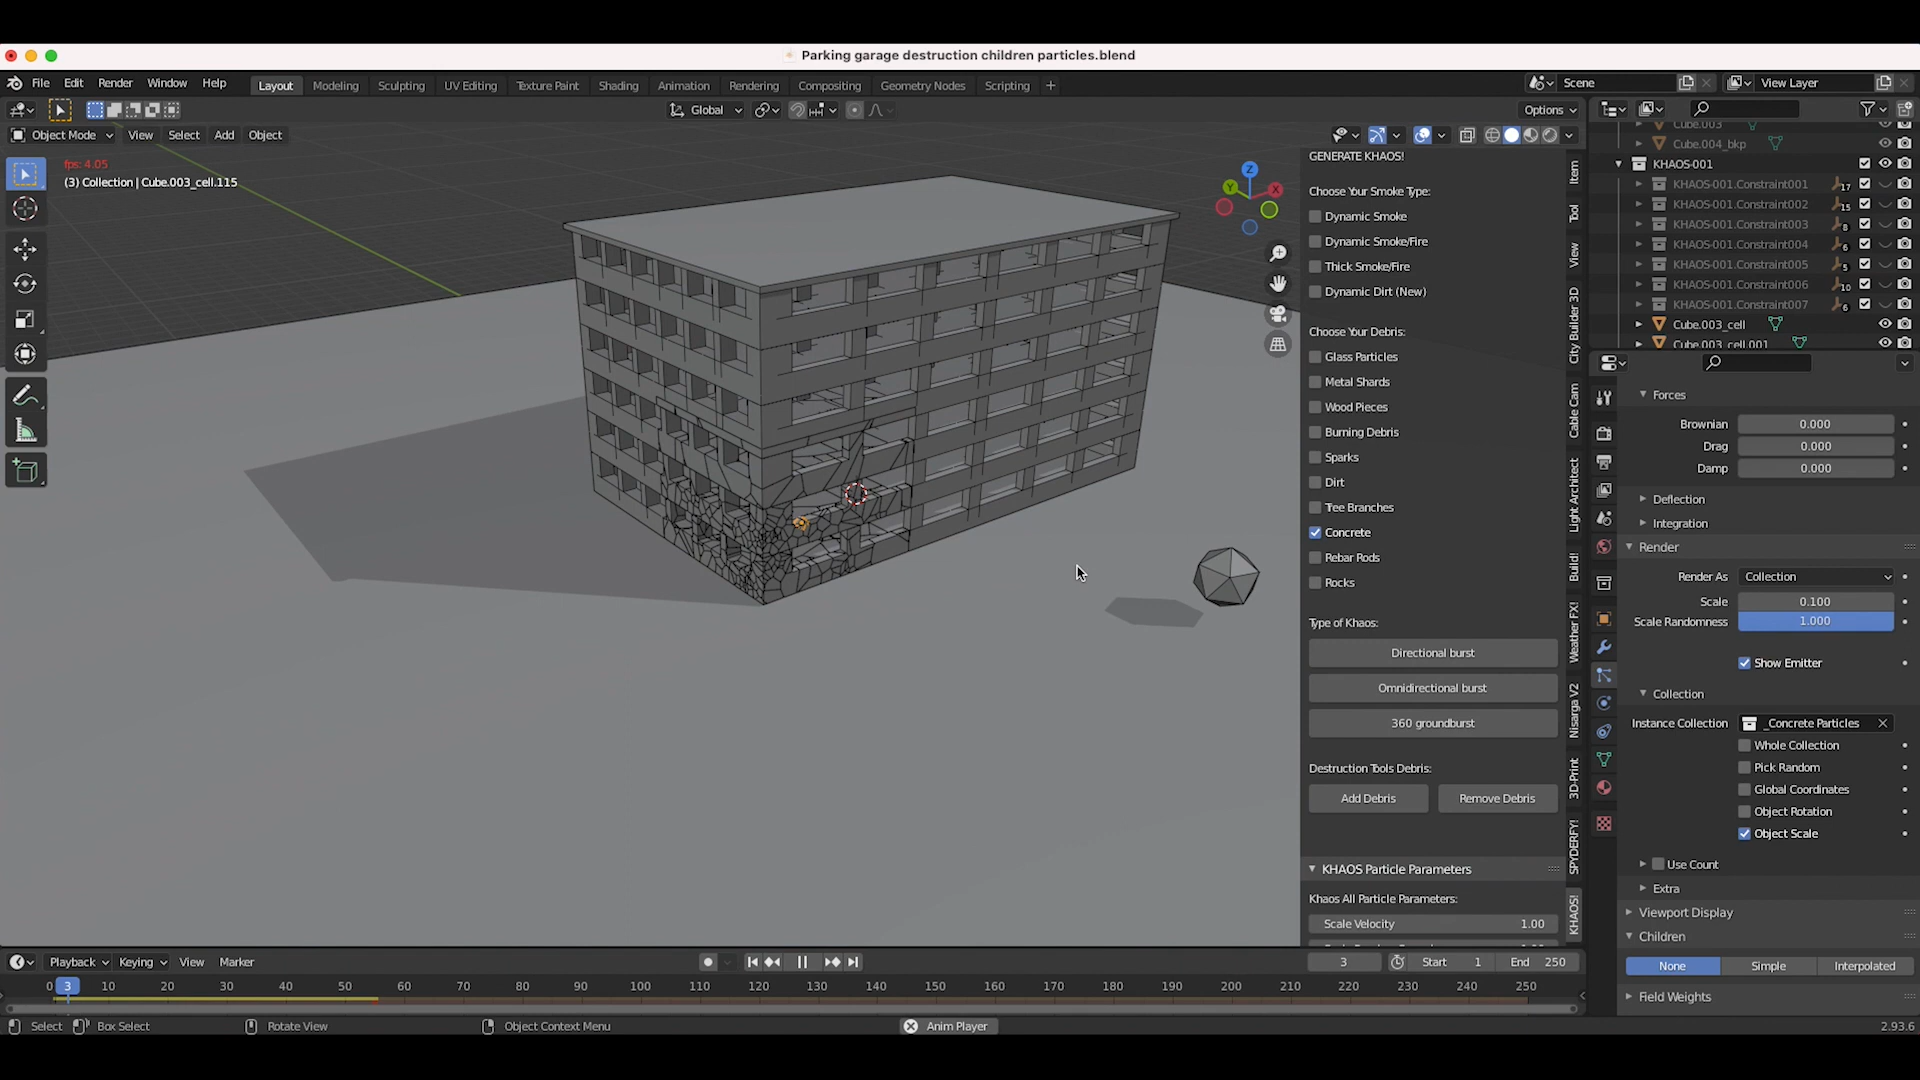 Parking garage destruction children particles.blend
File Edit Render Window Help Layout Modeling Sculpting UV Editing Texture Paint Shading Animation Rendering Compositing Geometry Nodes Scripting + Scene View Layer
Global Options
Object Mode View Select Add Object
fps: 4.05
(3) Collection | Cube.003_cell.115
Z
Y
X
GENERATE KHAOS!
Choose Your Smoke Type:
Dynamic Smoke
Dynamic Smoke/Fire
Thick Smoke/Fire
Dynamic Dirt (New)
Choose Your Debris:
Glass Particles
Metal Shards
Wood Pieces
Burning Debris
Sparks
Dirt
Tree Branches
Concrete
Rebar Rods
Rocks
Type of Khaos:
Directional burst
Omnidirectional burst
360 groundburst
Destruction Tools Debris:
Add Debris Remove Debris
KHAOS Particle Parameters
Khaos All Particle Parameters:
Scale Velocity 1.00
Item
Tool
View
City Builder 3D
Cable Cam
Light Architect
Build!
Weather FX!
Nisarga V2
3D-Print
SPYDERFY!
KHAOS!
Cube.003
Cube.004_bkp
KHAOS-001
KHAOS-001.Constraint001 17
KHAOS-001.Constraint002 15
KHAOS-001.Constraint003 8
KHAOS-001.Constraint004 6
KHAOS-001.Constraint005 5
KHAOS-001.Constraint006 10
KHAOS-001.Constraint007 6
Cube.003_cell
Cube.003_cell.001
Forces
Brownian 0.000
Drag 0.000
Damp 0.000
Deflection
Integration
Render
Render As Collection
Scale 0.100
Scale Randomness 1.000
Show Emitter
Collection
Instance Collection _Concrete Particles
Whole Collection
Pick Random
Global Coordinates
Object Rotation
Object Scale
Use Count
Extra
Viewport Display
Children
None Simple Interpolated
Field Weights
Playback Keying View Marker 3 Start 1 End 250
0 3 10 20 30 40 50 60 70 80 90 100 110 120 130 140 150 160 170 180 190 200 210 220 230 240 250
Select Box Select Rotate View Object Context Menu Anim Player 2.93.6